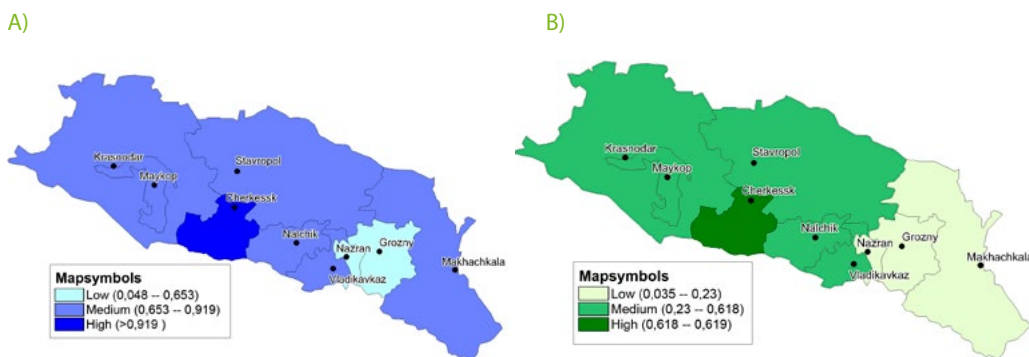 A)
Krasnodar
Maykop
Stavropol
Cherkessk
Nalchik
Nazran
Grozny
Vladikavkaz
Makhachkala
Mapsymbols
Low (0,048 -- 0,653)
Medium (0,653 -- 0,919)
High (>0,919 )
B)
Krasnodar
Maykop
Stavropol
Cherkessk
Nalchik
Nazran
Grozny
Vladikavkaz
Makhachkala
Mapsymbols
Low (0,035 -- 0,23)
Medium (0,23 -- 0,618)
High (0,618 -- 0,619)